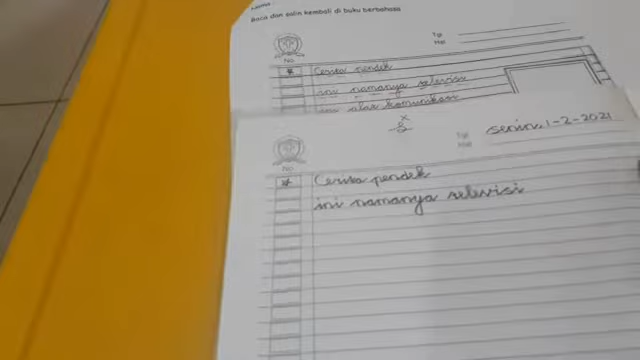 Nama
Baca dan salin kembali di buku berbahasa
No.
Tgl
Hal
Cerita pendek
ini namanya televisi
ini alat komunikasi
Tgl senin, 1-2-2021
Hal
No.
Cerita pendek
ini namanya televisi